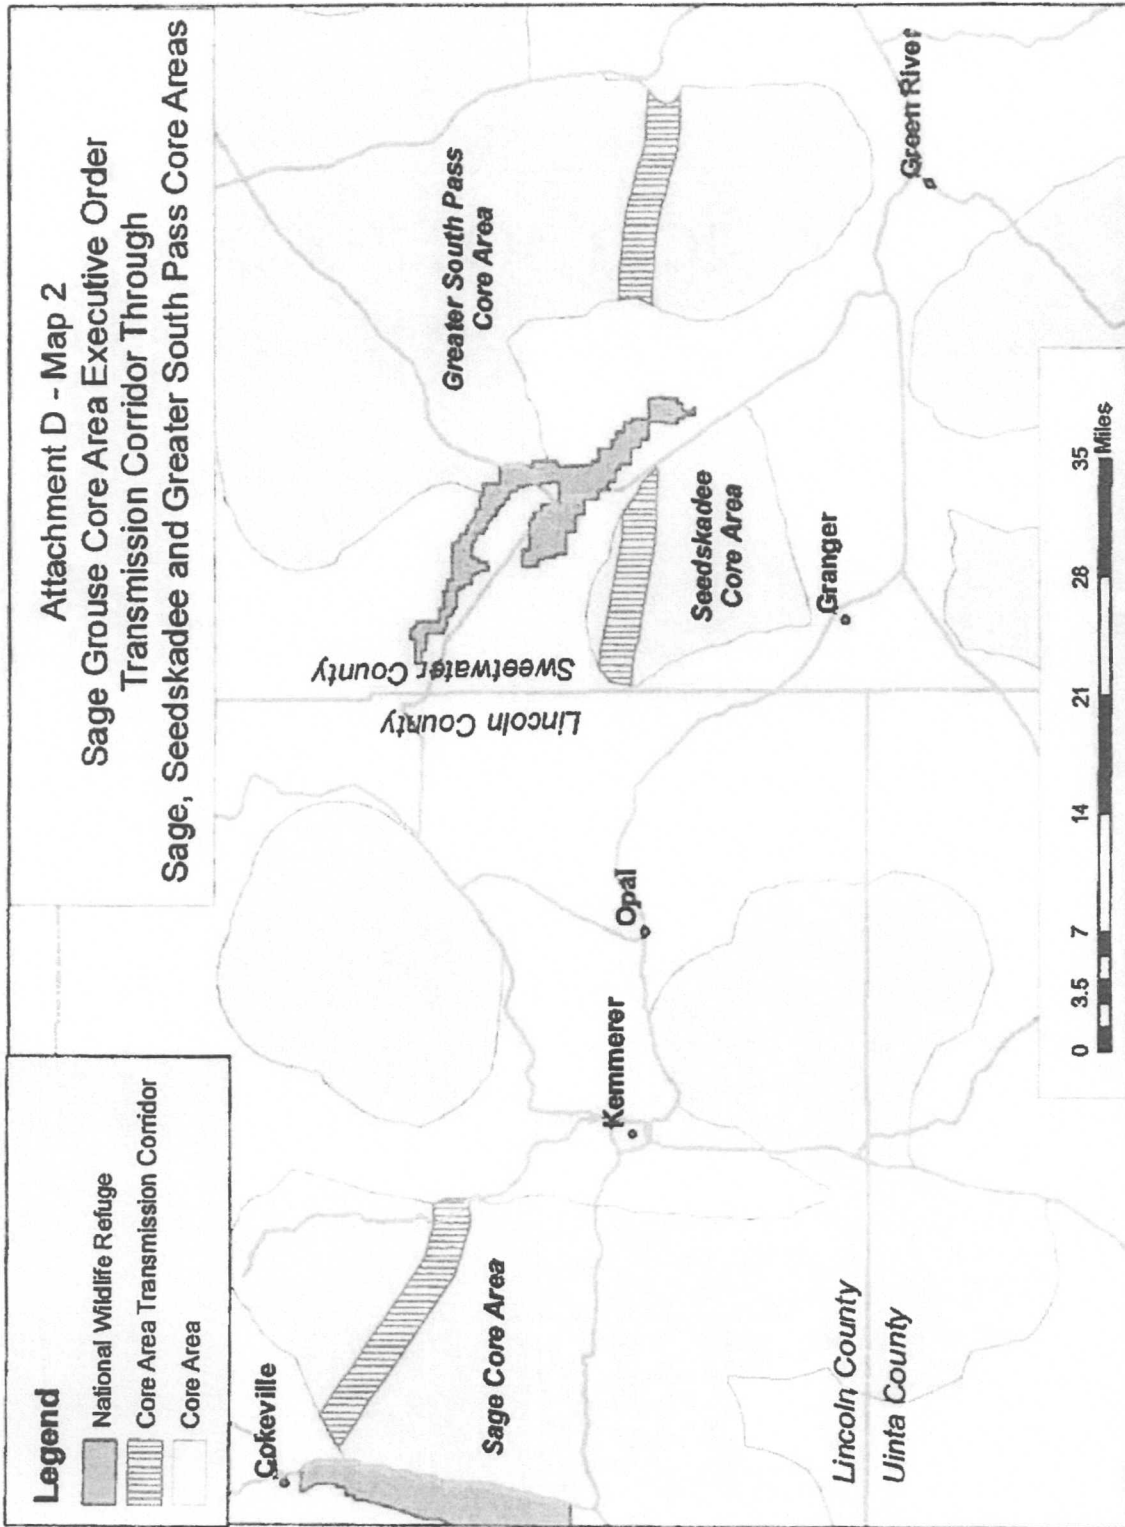 Attachment D - Map 2
Sage Grouse Core Area Executive Order
Transmission Corridor Through
Sage, Seedskadee and Greater South Pass Core Areas
Legend
National Wildlife Refuge
Core Area Transmission Corridor
Core Area
Cokeville
Sage Core Area
Kemmerer
Opal
Lincoln County
Sweetwater County
Greater South Pass
Core Area
Seedskadee
Core Area
Granger
Green River
Lincoln County
Uinta County
0 3.5 7 14 21 28 35
Miles